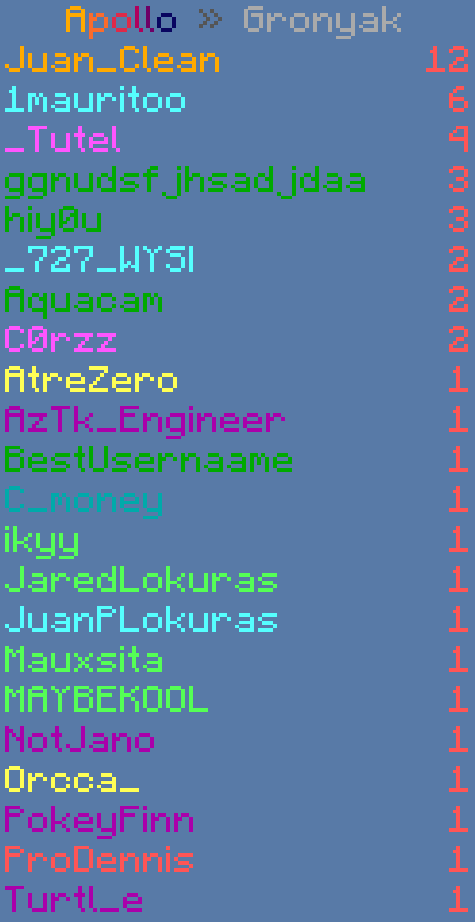 Apollo » Gronyak
Juan_Clean 12
1mauritoo 6
_Tutel 4
ggnudsf_jhsad_jdaa 3
hiy0u 3
_727_WYSI 2
Aquacam 2
C0rzz 2
AtreZero 1
AzTk_Engineer 1
BestUsernaame 1
C_money 1
ikyy 1
JaredLokuras 1
JuanPLokuras 1
Mauxsita 1
MAYBEKOOL 1
NotJano 1
Orcca_ 1
PokeyFinn 1
ProDennis 1
Turtl_e 1